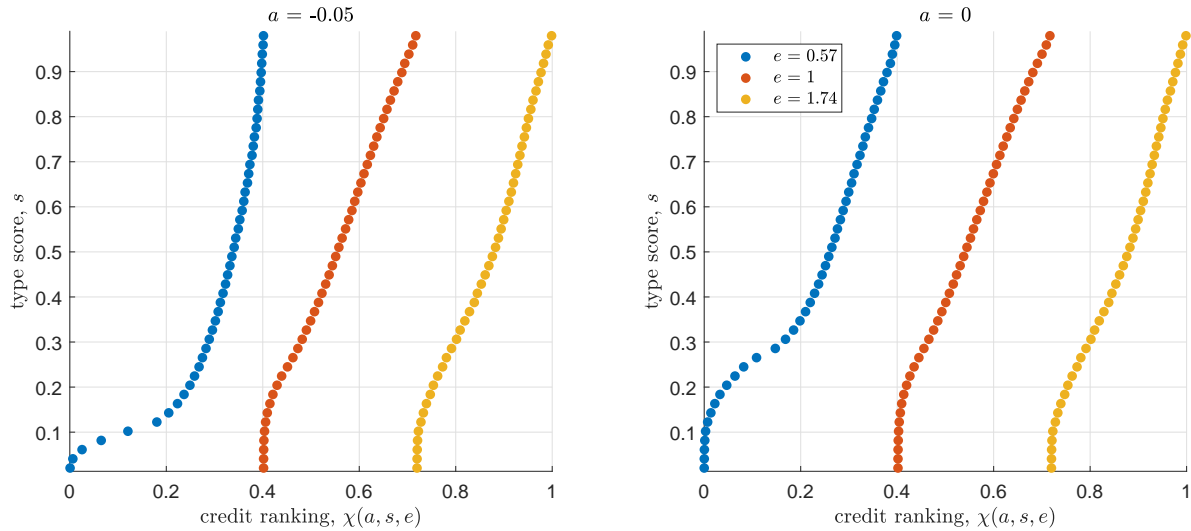 a = -0.05
type score, s
0.9
0.8
0.7
0.6
0.5
0.4
0.3
0.2
0.1
0 0.2 0.4 0.6 0.8 1
credit ranking, χ(a, s, e)
a = 0
e = 0.57
e = 1
e = 1.74
type score, s
0.9
0.8
0.7
0.6
0.5
0.4
0.3
0.2
0.1
0 0.2 0.4 0.6 0.8 1
credit ranking, χ(a, s, e)